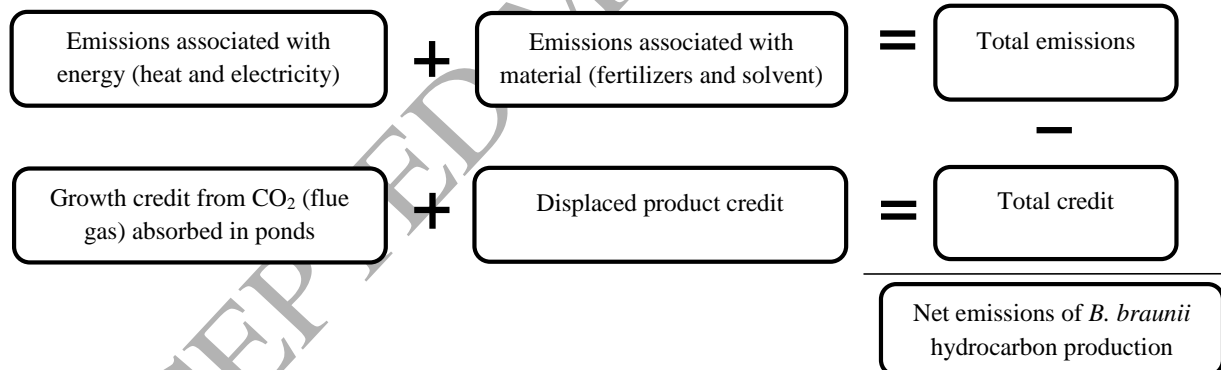 Emissions associated with
energy (heat and electricity)
+
Emissions associated with
material (fertilizers and solvent)
=
Total emissions
−
Growth credit from CO₂ (flue
gas) absorbed in ponds
+
Displaced product credit
=
Total credit
Net emissions of B. braunii
hydrocarbon production